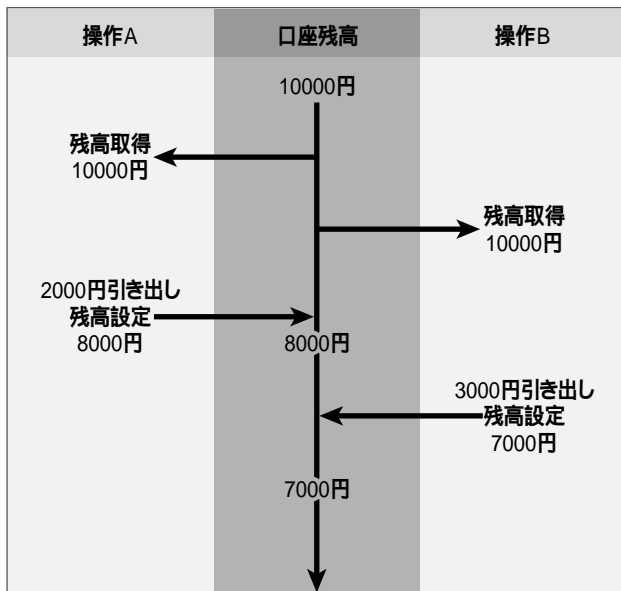 操作A
口座残高
操作B
10000円
残高取得
10000円
残高取得
10000円
2000円引き出し
残高設定
8000円
8000円
3000円引き出し
残高設定
7000円
7000円